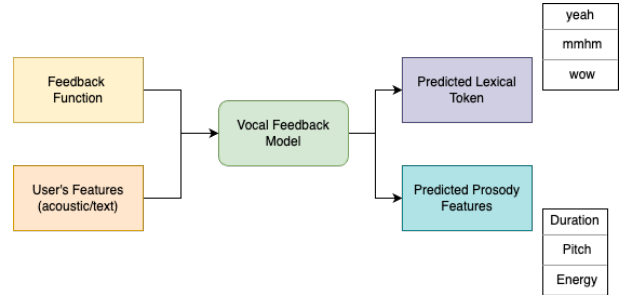 Feedback
Function
User's Features
(acoustic/text)
Vocal Feedback
Model
Predicted Lexical
Token
yeah
mmhm
wow
Predicted Prosody
Features
Duration
Pitch
Energy